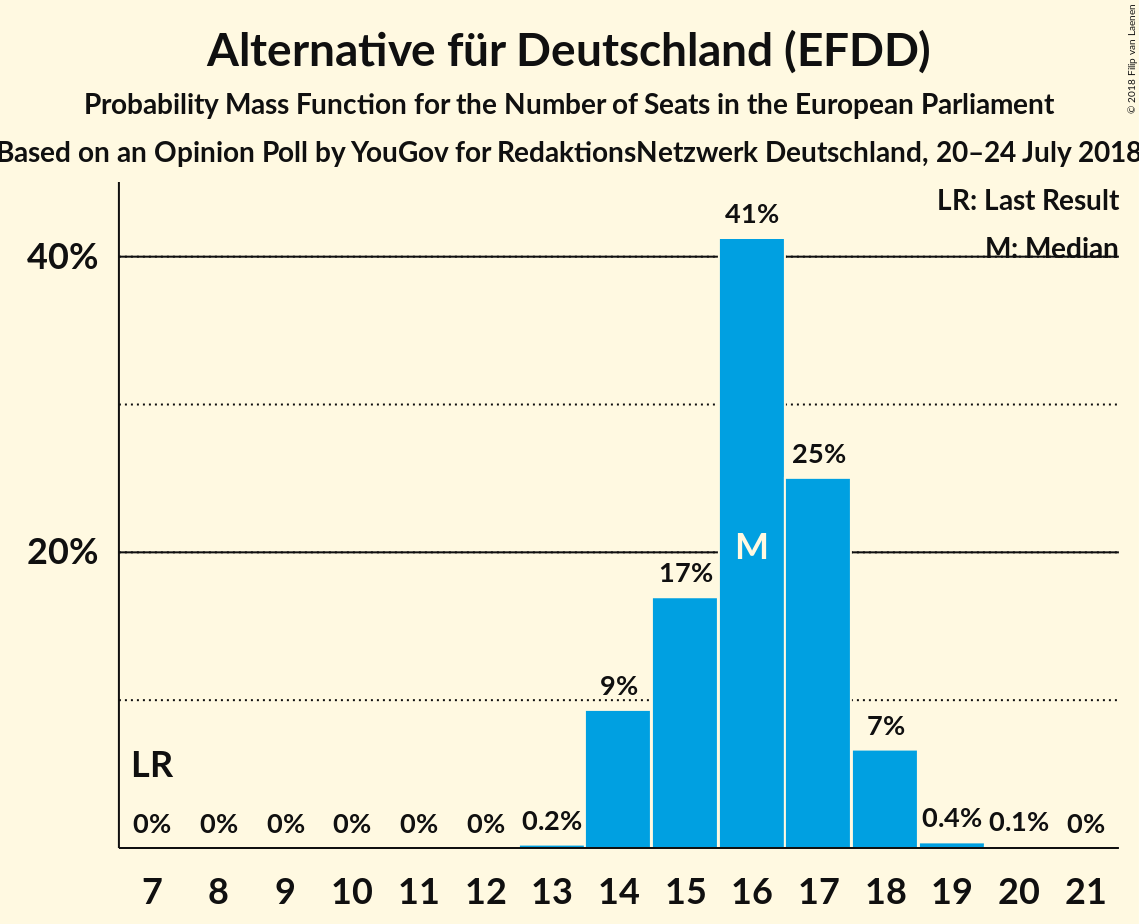 Alternative für Deutschland (EFDD)
Probability Mass Function for the Number of Seats in the European Parliament
Based on an Opinion Poll by YouGov for RedaktionsNetzwerk Deutschland, 20–24 July 2018
© 2018 Filip van Laenen
LR: Last Result
M: Median
40%
20%
41%
25%
M
17%
9%
7%
LR
0% 0% 0% 0% 0% 0% 0.2% 0.4% 0.1% 0%
7 8 9 10 11 12 13 14 15 16 17 18 19 20 21